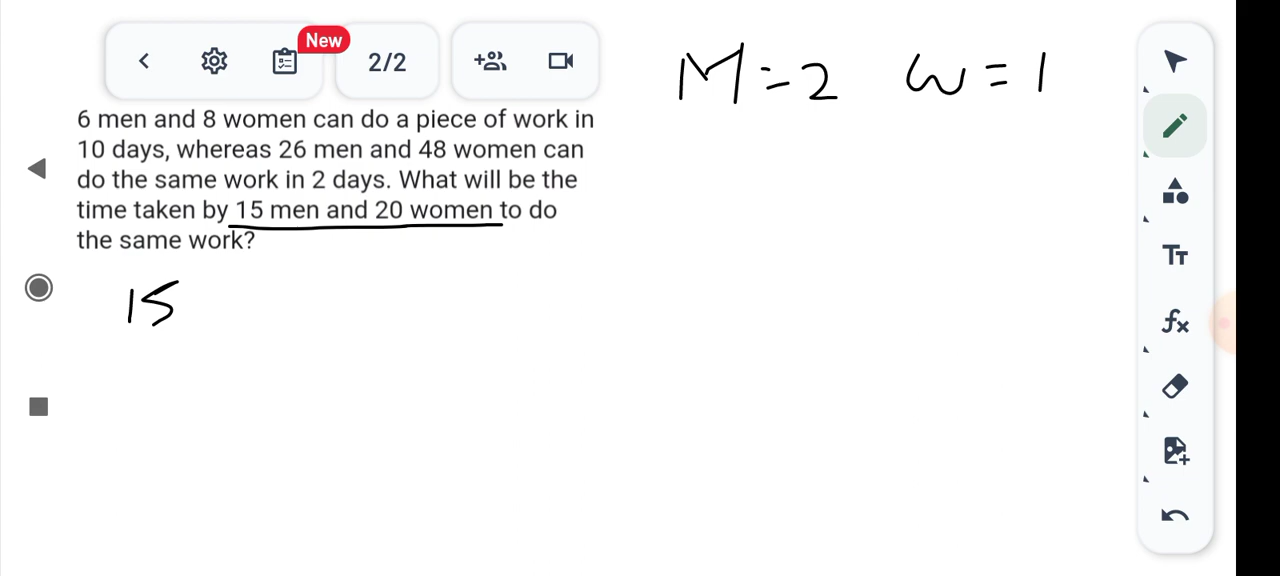 New
2/2
M=2 W=1
6 men and 8 women can do a piece of work in
10 days, whereas 26 men and 48 women can
do the same work in 2 days. What will be the
time taken by 15 men and 20 women to do
the same work?
15
Tт
fx